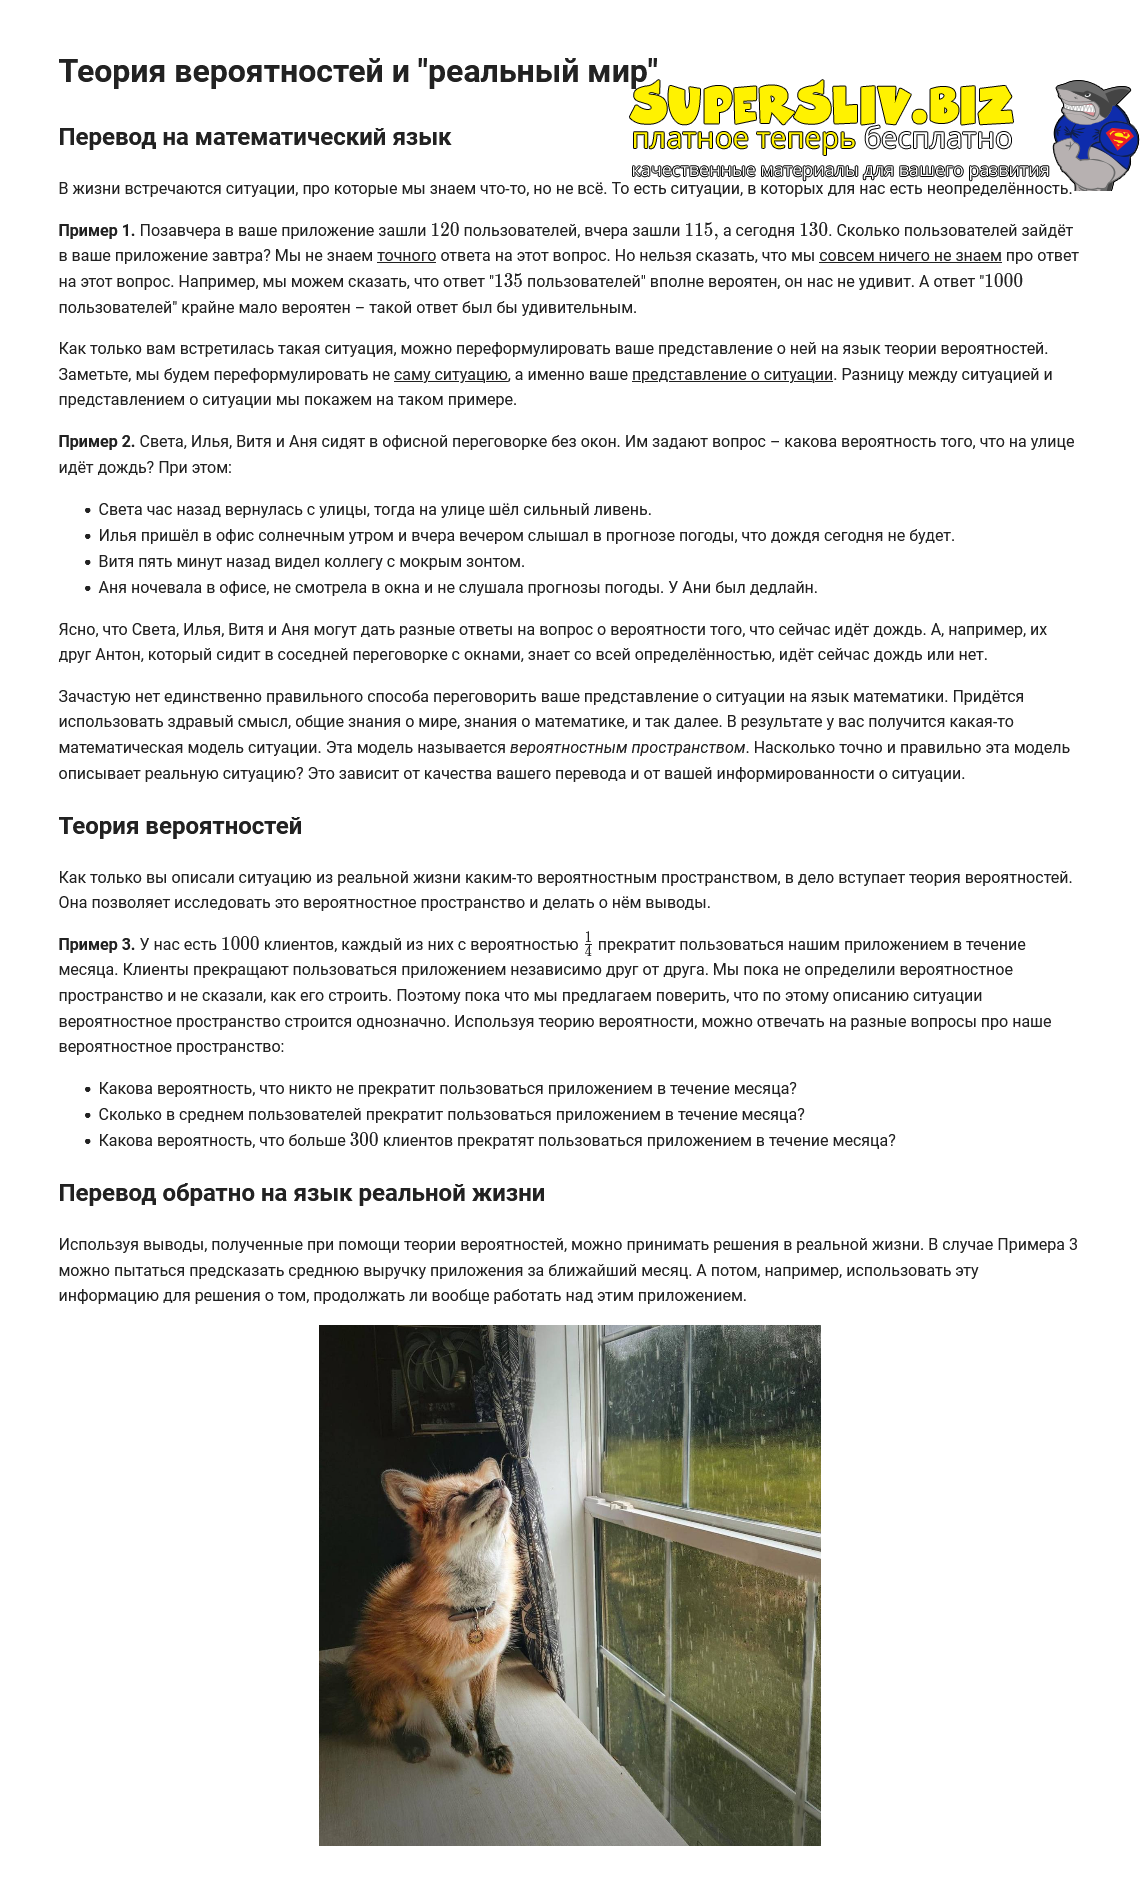 Теория вероятностей и "реальный мир"
SUPERSLIV.BIZ
платное теперь бесплатно
качественные материалы для вашего развития
Перевод на математический язык
В жизни встречаются ситуации, про которые мы знаем что-то, но не всё. То есть ситуации, в которых для нас есть неопределённость.
Пример 1. Позавчера в ваше приложение зашли 120 пользователей, вчера зашли 115, а сегодня 130. Сколько пользователей зайдёт
в ваше приложение завтра? Мы не знаем точного ответа на этот вопрос. Но нельзя сказать, что мы совсем ничего не знаем про ответ
на этот вопрос. Например, мы можем сказать, что ответ "135 пользователей" вполне вероятен, он нас не удивит. А ответ "1000
пользователей" крайне мало вероятен – такой ответ был бы удивительным.
Как только вам встретилась такая ситуация, можно переформулировать ваше представление о ней на язык теории вероятностей.
Заметьте, мы будем переформулировать не саму ситуацию, а именно ваше представление о ситуации. Разницу между ситуацией и
представлением о ситуации мы покажем на таком примере.
Пример 2. Света, Илья, Витя и Аня сидят в офисной переговорке без окон. Им задают вопрос – какова вероятность того, что на улице
идёт дождь? При этом:
• Света час назад вернулась с улицы, тогда на улице шёл сильный ливень.
• Илья пришёл в офис солнечным утром и вчера вечером слышал в прогнозе погоды, что дождя сегодня не будет.
• Витя пять минут назад видел коллегу с мокрым зонтом.
• Аня ночевала в офисе, не смотрела в окна и не слушала прогнозы погоды. У Ани был дедлайн.
Ясно, что Света, Илья, Витя и Аня могут дать разные ответы на вопрос о вероятности того, что сейчас идёт дождь. А, например, их
друг Антон, который сидит в соседней переговорке с окнами, знает со всей определённостью, идёт сейчас дождь или нет.
Зачастую нет единственно правильного способа переговорить ваше представление о ситуации на язык математики. Придётся
использовать здравый смысл, общие знания о мире, знания о математике, и так далее. В результате у вас получится какая-то
математическая модель ситуации. Эта модель называется вероятностным пространством. Насколько точно и правильно эта модель
описывает реальную ситуацию? Это зависит от качества вашего перевода и от вашей информированности о ситуации.
Теория вероятностей
Как только вы описали ситуацию из реальной жизни каким-то вероятностным пространством, в дело вступает теория вероятностей.
Она позволяет исследовать это вероятностное пространство и делать о нём выводы.
Пример 3. У нас есть 1000 клиентов, каждый из них с вероятностью 1/4 прекратит пользоваться нашим приложением в течение
месяца. Клиенты прекращают пользоваться приложением независимо друг от друга. Мы пока не определили вероятностное
пространство и не сказали, как его строить. Поэтому пока что мы предлагаем поверить, что по этому описанию ситуации
вероятностное пространство строится однозначно. Используя теорию вероятности, можно отвечать на разные вопросы про наше
вероятностное пространство:
• Какова вероятность, что никто не прекратит пользоваться приложением в течение месяца?
• Сколько в среднем пользователей прекратит пользоваться приложением в течение месяца?
• Какова вероятность, что больше 300 клиентов прекратят пользоваться приложением в течение месяца?
Перевод обратно на язык реальной жизни
Используя выводы, полученные при помощи теории вероятностей, можно принимать решения в реальной жизни. В случае Примера 3
можно пытаться предсказать среднюю выручку приложения за ближайший месяц. А потом, например, использовать эту
информацию для решения о том, продолжать ли вообще работать над этим приложением.